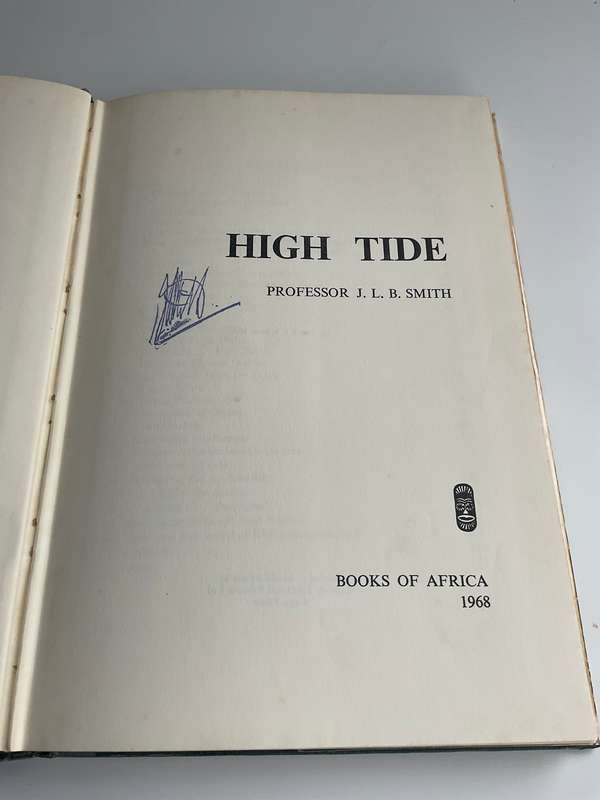 HIGH TIDE
PROFESSOR J. L. B. SMITH
BOOKS OF AFRICA
1968